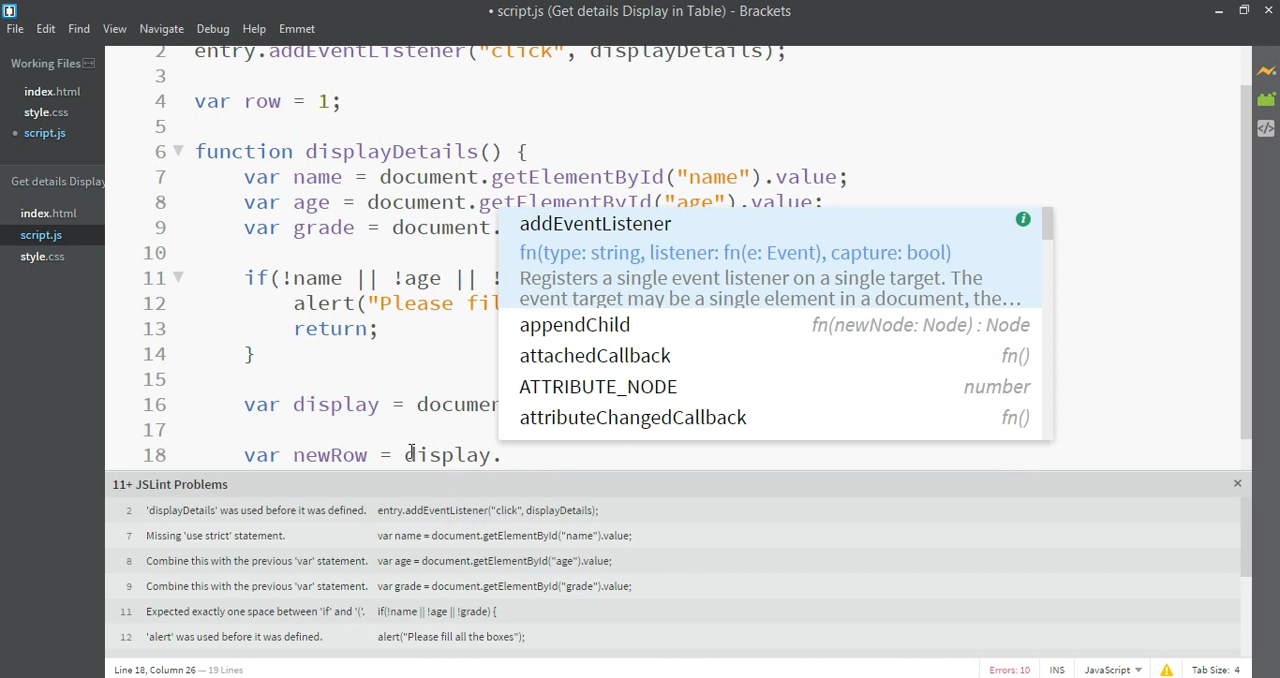 • script.js (Get details Display in Table) - Brackets
File Edit Find View Navigate Debug Help Emmet
Working Files
index.html
style.css
• script.js
Get details Display
index.html
script.js
style.css
2 entry.addEventListener("click", displayDetails);
3
4 var row = 1;
5
6 function displayDetails() {
7 var name = document.getElementById("name").value;
8 var age = document.getElementById("age").value;
9 var grade = document.
10
11 if(!name || !age || !
12 alert("Please fil
13 return;
14 }
15
16 var display = documen
17
18 var newRow = display.
addEventListener
fn(type: string, listener: fn(e: Event), capture: bool)
Registers a single event listener on a single target. The
event target may be a single element in a document, the...
appendChild fn(newNode: Node) : Node
attachedCallback fn()
ATTRIBUTE_NODE number
attributeChangedCallback fn()
11+ JSLint Problems
2 'displayDetails' was used before it was defined. entry.addEventListener("click", displayDetails);
7 Missing 'use strict' statement. var name = document.getElementById("name").value;
8 Combine this with the previous 'var' statement. var age = document.getElementById("age").value;
9 Combine this with the previous 'var' statement. var grade = document.getElementById("grade").value;
11 Expected exactly one space between 'if' and '('. if(!name || !age || !grade) {
12 'alert' was used before it was defined. alert("Please fill all the boxes");
Line 18, Column 26 — 19 Lines
Errors: 10 INS JavaScript Tab Size: 4